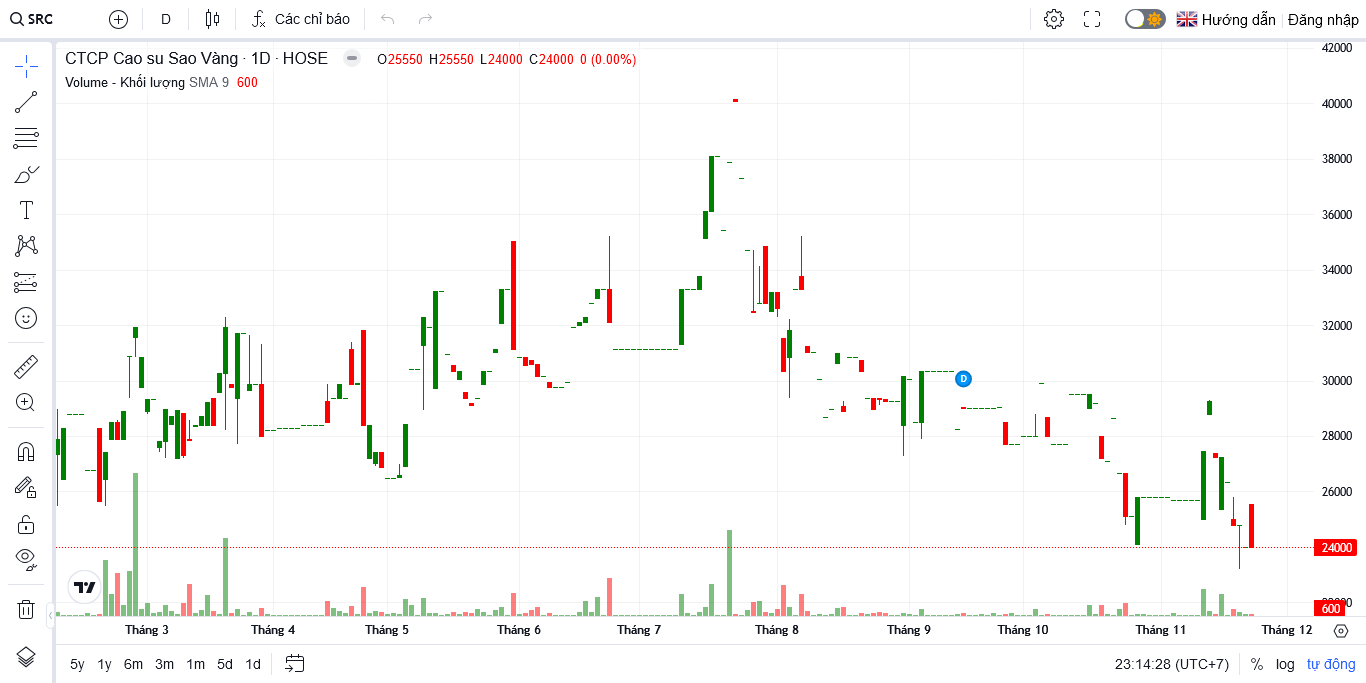 SRC D Các chỉ báo Hướng dẫn Đăng nhập
CTCP Cao su Sao Vàng · 1D · HOSE O25550 H25550 L24000 C24000 0 (0.00%)
Volume - Khối lượng SMA 9 600
42000
40000
38000
36000
34000
32000
30000
D
28000
26000
24000
600
Tháng 3 Tháng 4 Tháng 5 Tháng 6 Tháng 7 Tháng 8 Tháng 9 Tháng 10 Tháng 11 Tháng 12
5y 1y 6m 3m 1m 5d 1d 23:14:28 (UTC+7) % log tự động